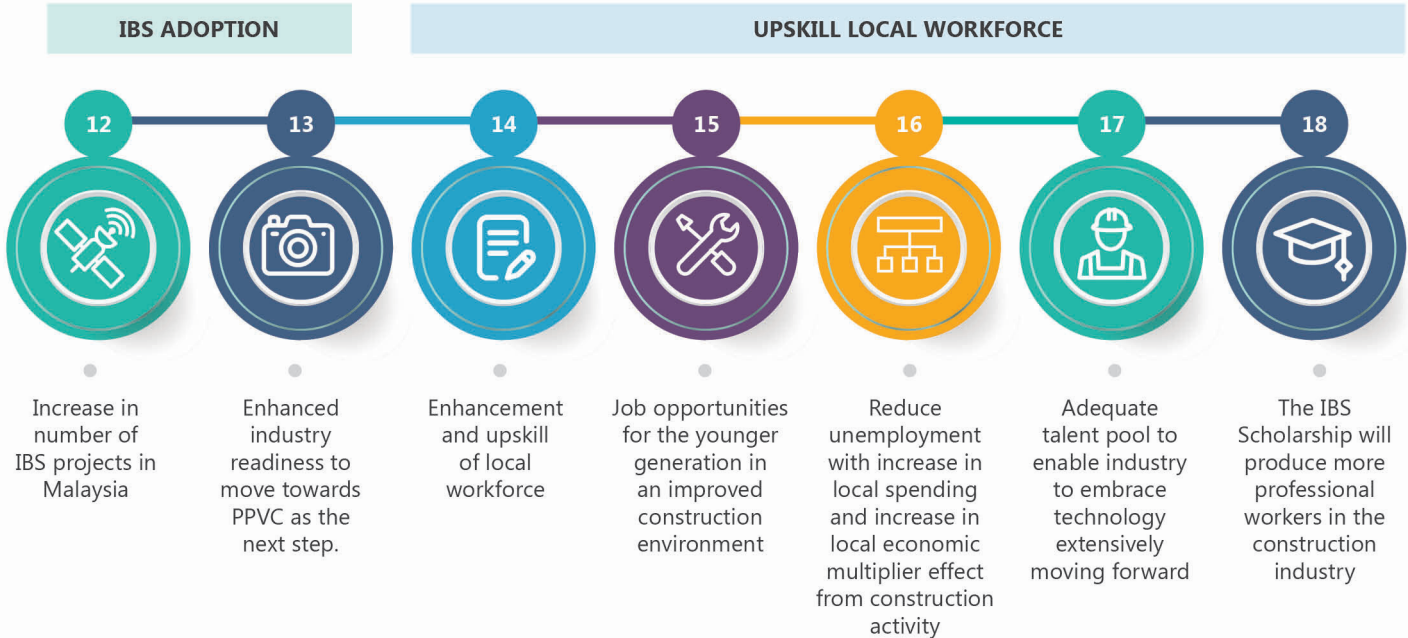 IBS ADOPTION
UPSKILL LOCAL WORKFORCE
12
13
14
15
16
17
18
Increase in
number of
IBS projects in
Malaysia
Enhanced
industry
readiness to
move towards
PPVC as the
next step.
Enhancement
and upskill
of local
workforce
Job opportunities
for the younger
generation in
an improved
construction
environment
Reduce
unemployment
with increase in
local spending
and increase in
local economic
multiplier effect
from construction
activity
Adequate
talent pool to
enable industry
to embrace
technology
extensively
moving forward
The IBS
Scholarship will
produce more
professional
workers in the
construction
industry